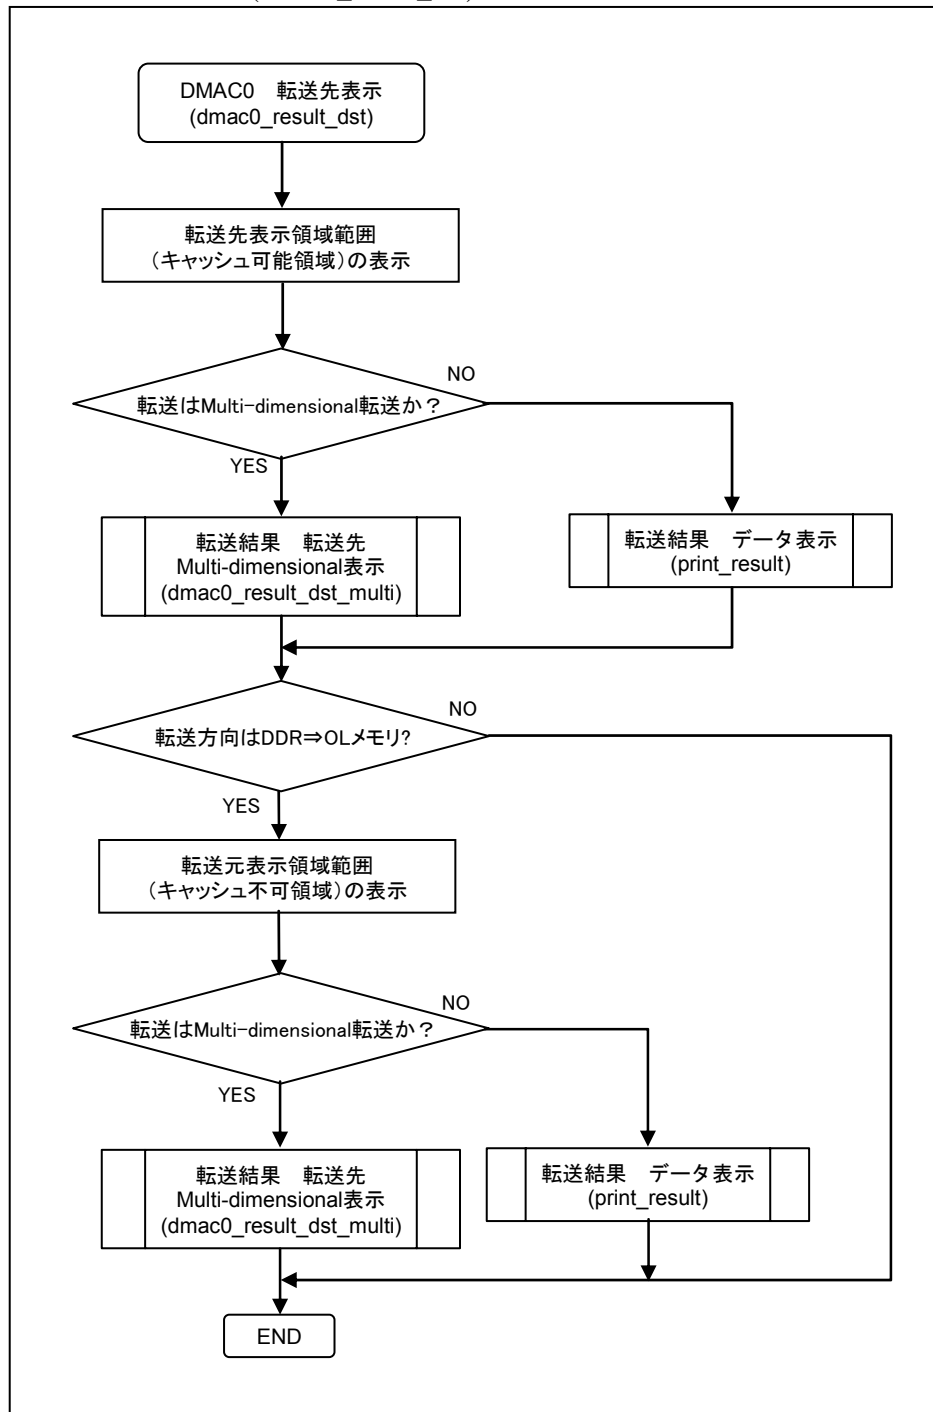 DMAC0　転送先表示
(dmac0_result_dst)
転送先表示領域範囲
（キャッシュ可能領域）の表示
NO
転送はMulti-dimensional転送か？
YES
転送結果　転送先
Multi-dimensional表示
(dmac0_result_dst_multi)
転送結果　データ表示
(print_result)
NO
転送方向はDDR⇒OLメモリ?
YES
転送元表示領域範囲
（キャッシュ不可領域）の表示
NO
転送はMulti-dimensional転送か？
YES
転送結果　転送先
Multi-dimensional表示
(dmac0_result_dst_multi)
転送結果　データ表示
(print_result)
END